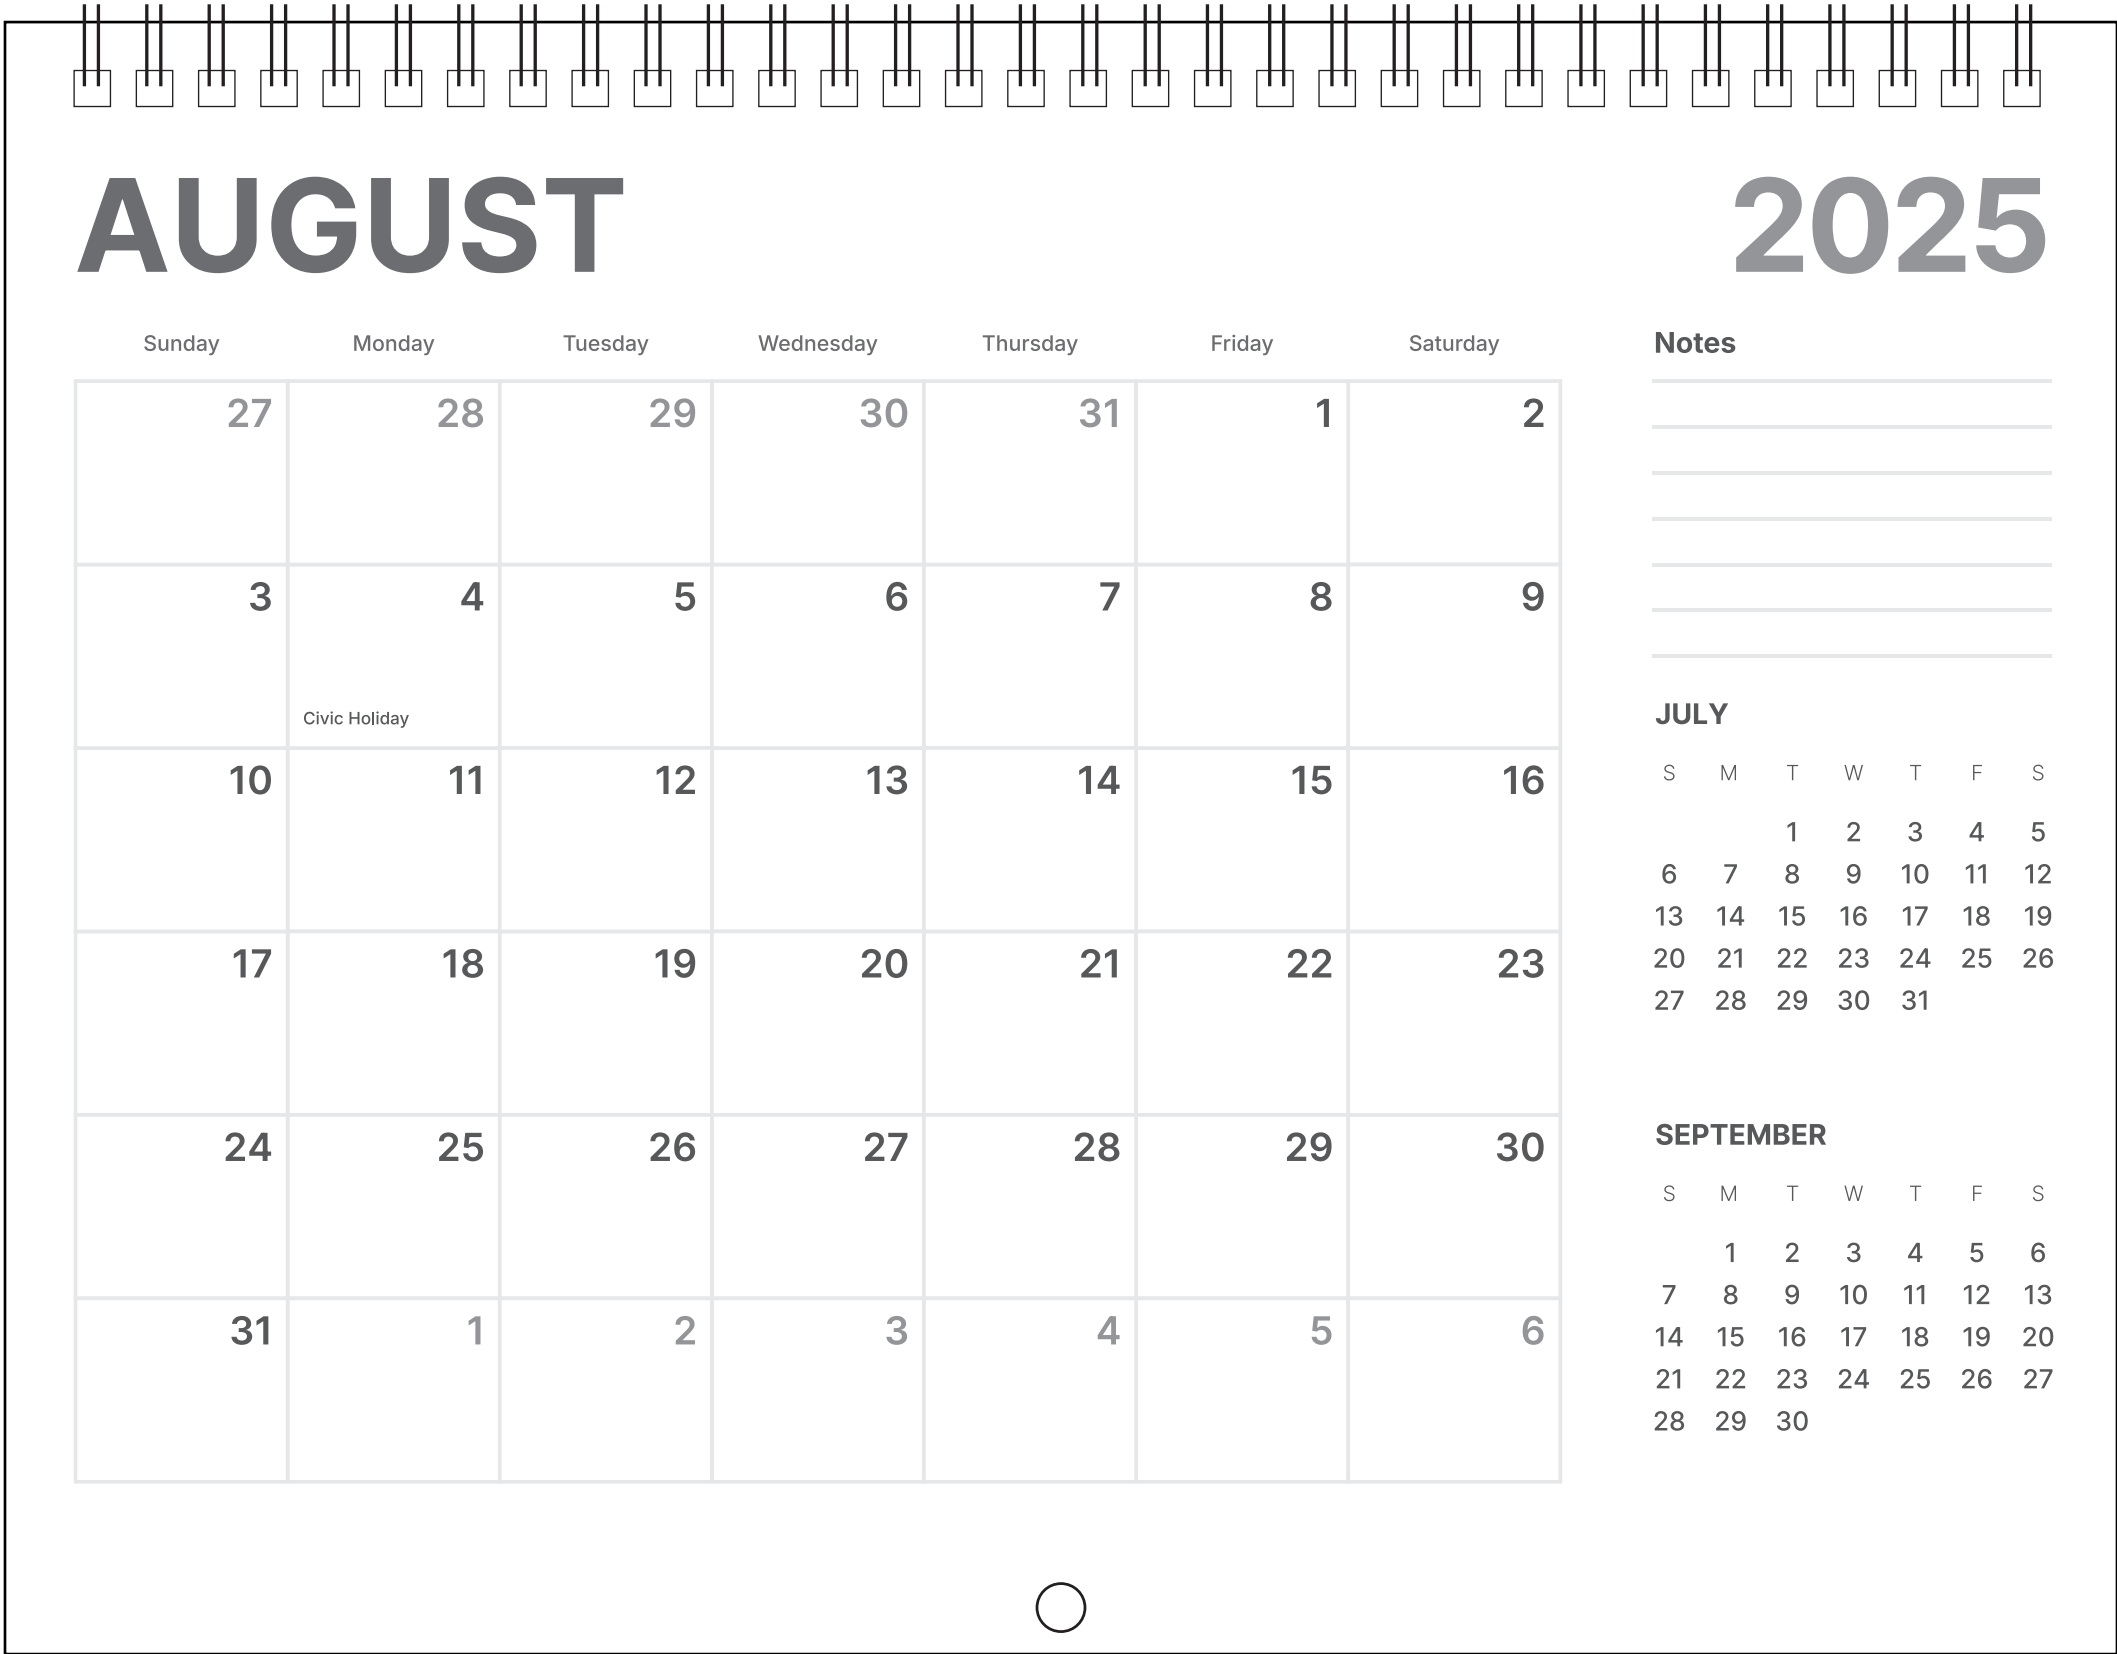 AUGUST 2025
Sunday Monday Tuesday Wednesday Thursday Friday Saturday
27 28 29 30 31 1 2
3 4 5 6 7 8 9
Civic Holiday
10 11 12 13 14 15 16
17 18 19 20 21 22 23
24 25 26 27 28 29 30
31 1 2 3 4 5 6
Notes
JULY
S M T W T F S
1 2 3 4 5
6 7 8 9 10 11 12
13 14 15 16 17 18 19
20 21 22 23 24 25 26
27 28 29 30 31
SEPTEMBER
S M T W T F S
1 2 3 4 5 6
7 8 9 10 11 12 13
14 15 16 17 18 19 20
21 22 23 24 25 26 27
28 29 30